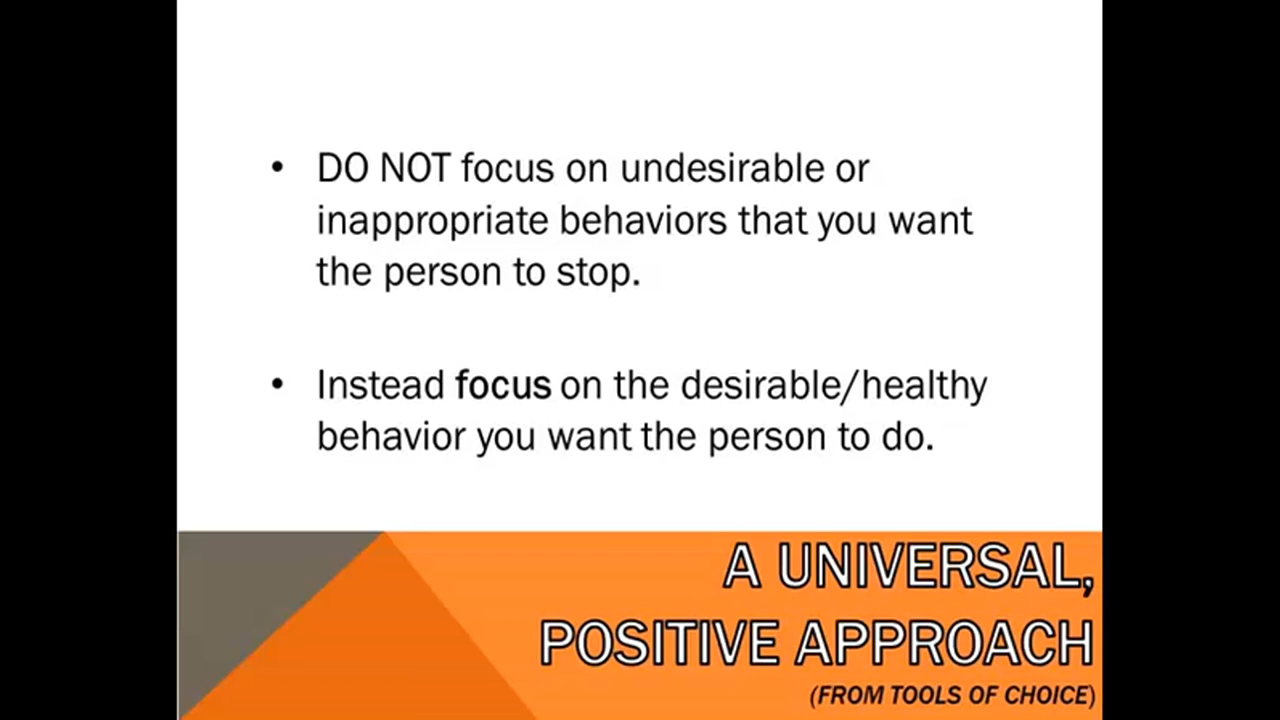 • DO NOT focus on undesirable or
inappropriate behaviors that you want
the person to stop.
• Instead focus on the desirable/healthy
behavior you want the person to do.
A UNIVERSAL,
POSITIVE APPROACH
(FROM TOOLS OF CHOICE)